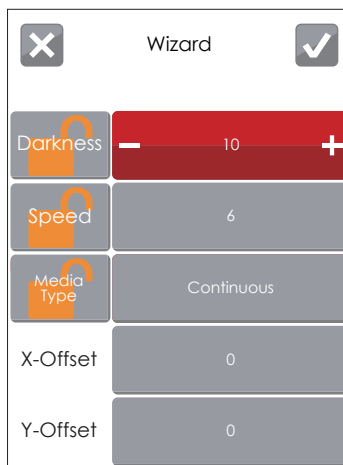 Wizard
Darkness
10
Speed
6
Media
Type
Continuous
X-Offset
0
Y-Offset
0